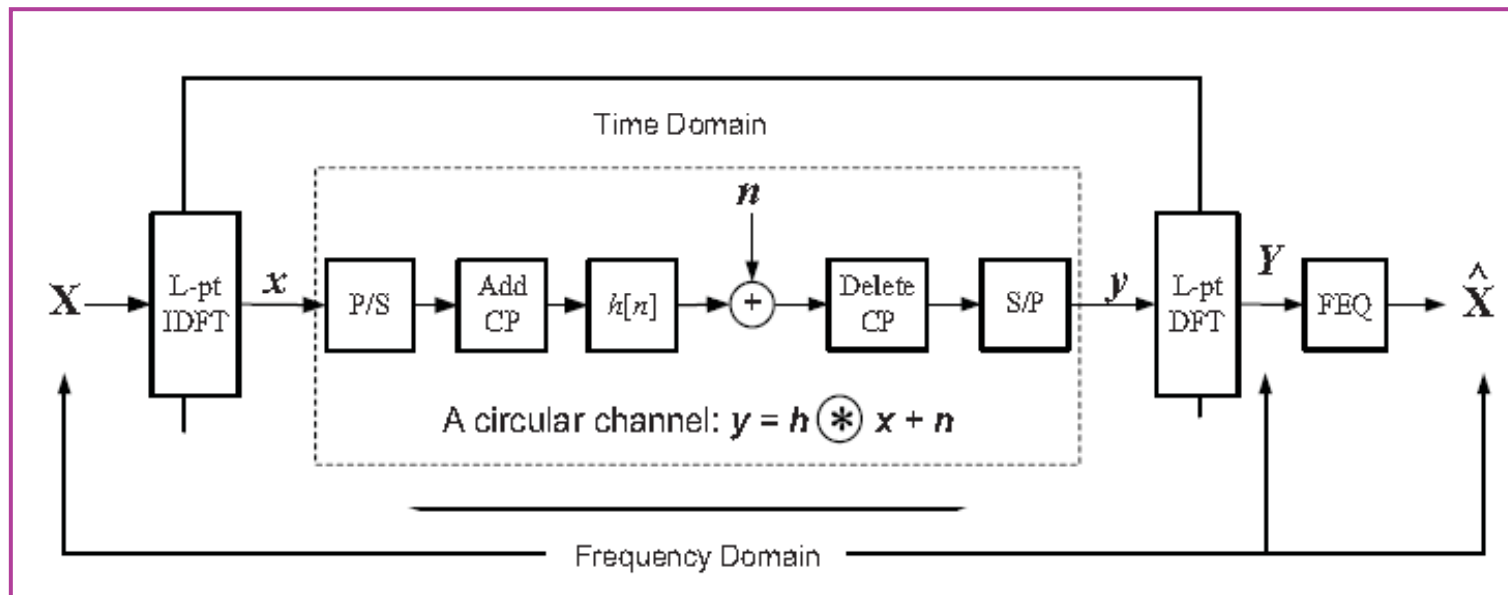 Time Domain
n
X
L-pt
IDFT
x
P/S
Add
CP
h[n]
+
Delete
CP
S/P
y
L-pt
DFT
Y
FEQ
X̂
A circular channel: y = h ⊛ x + n
Frequency Domain